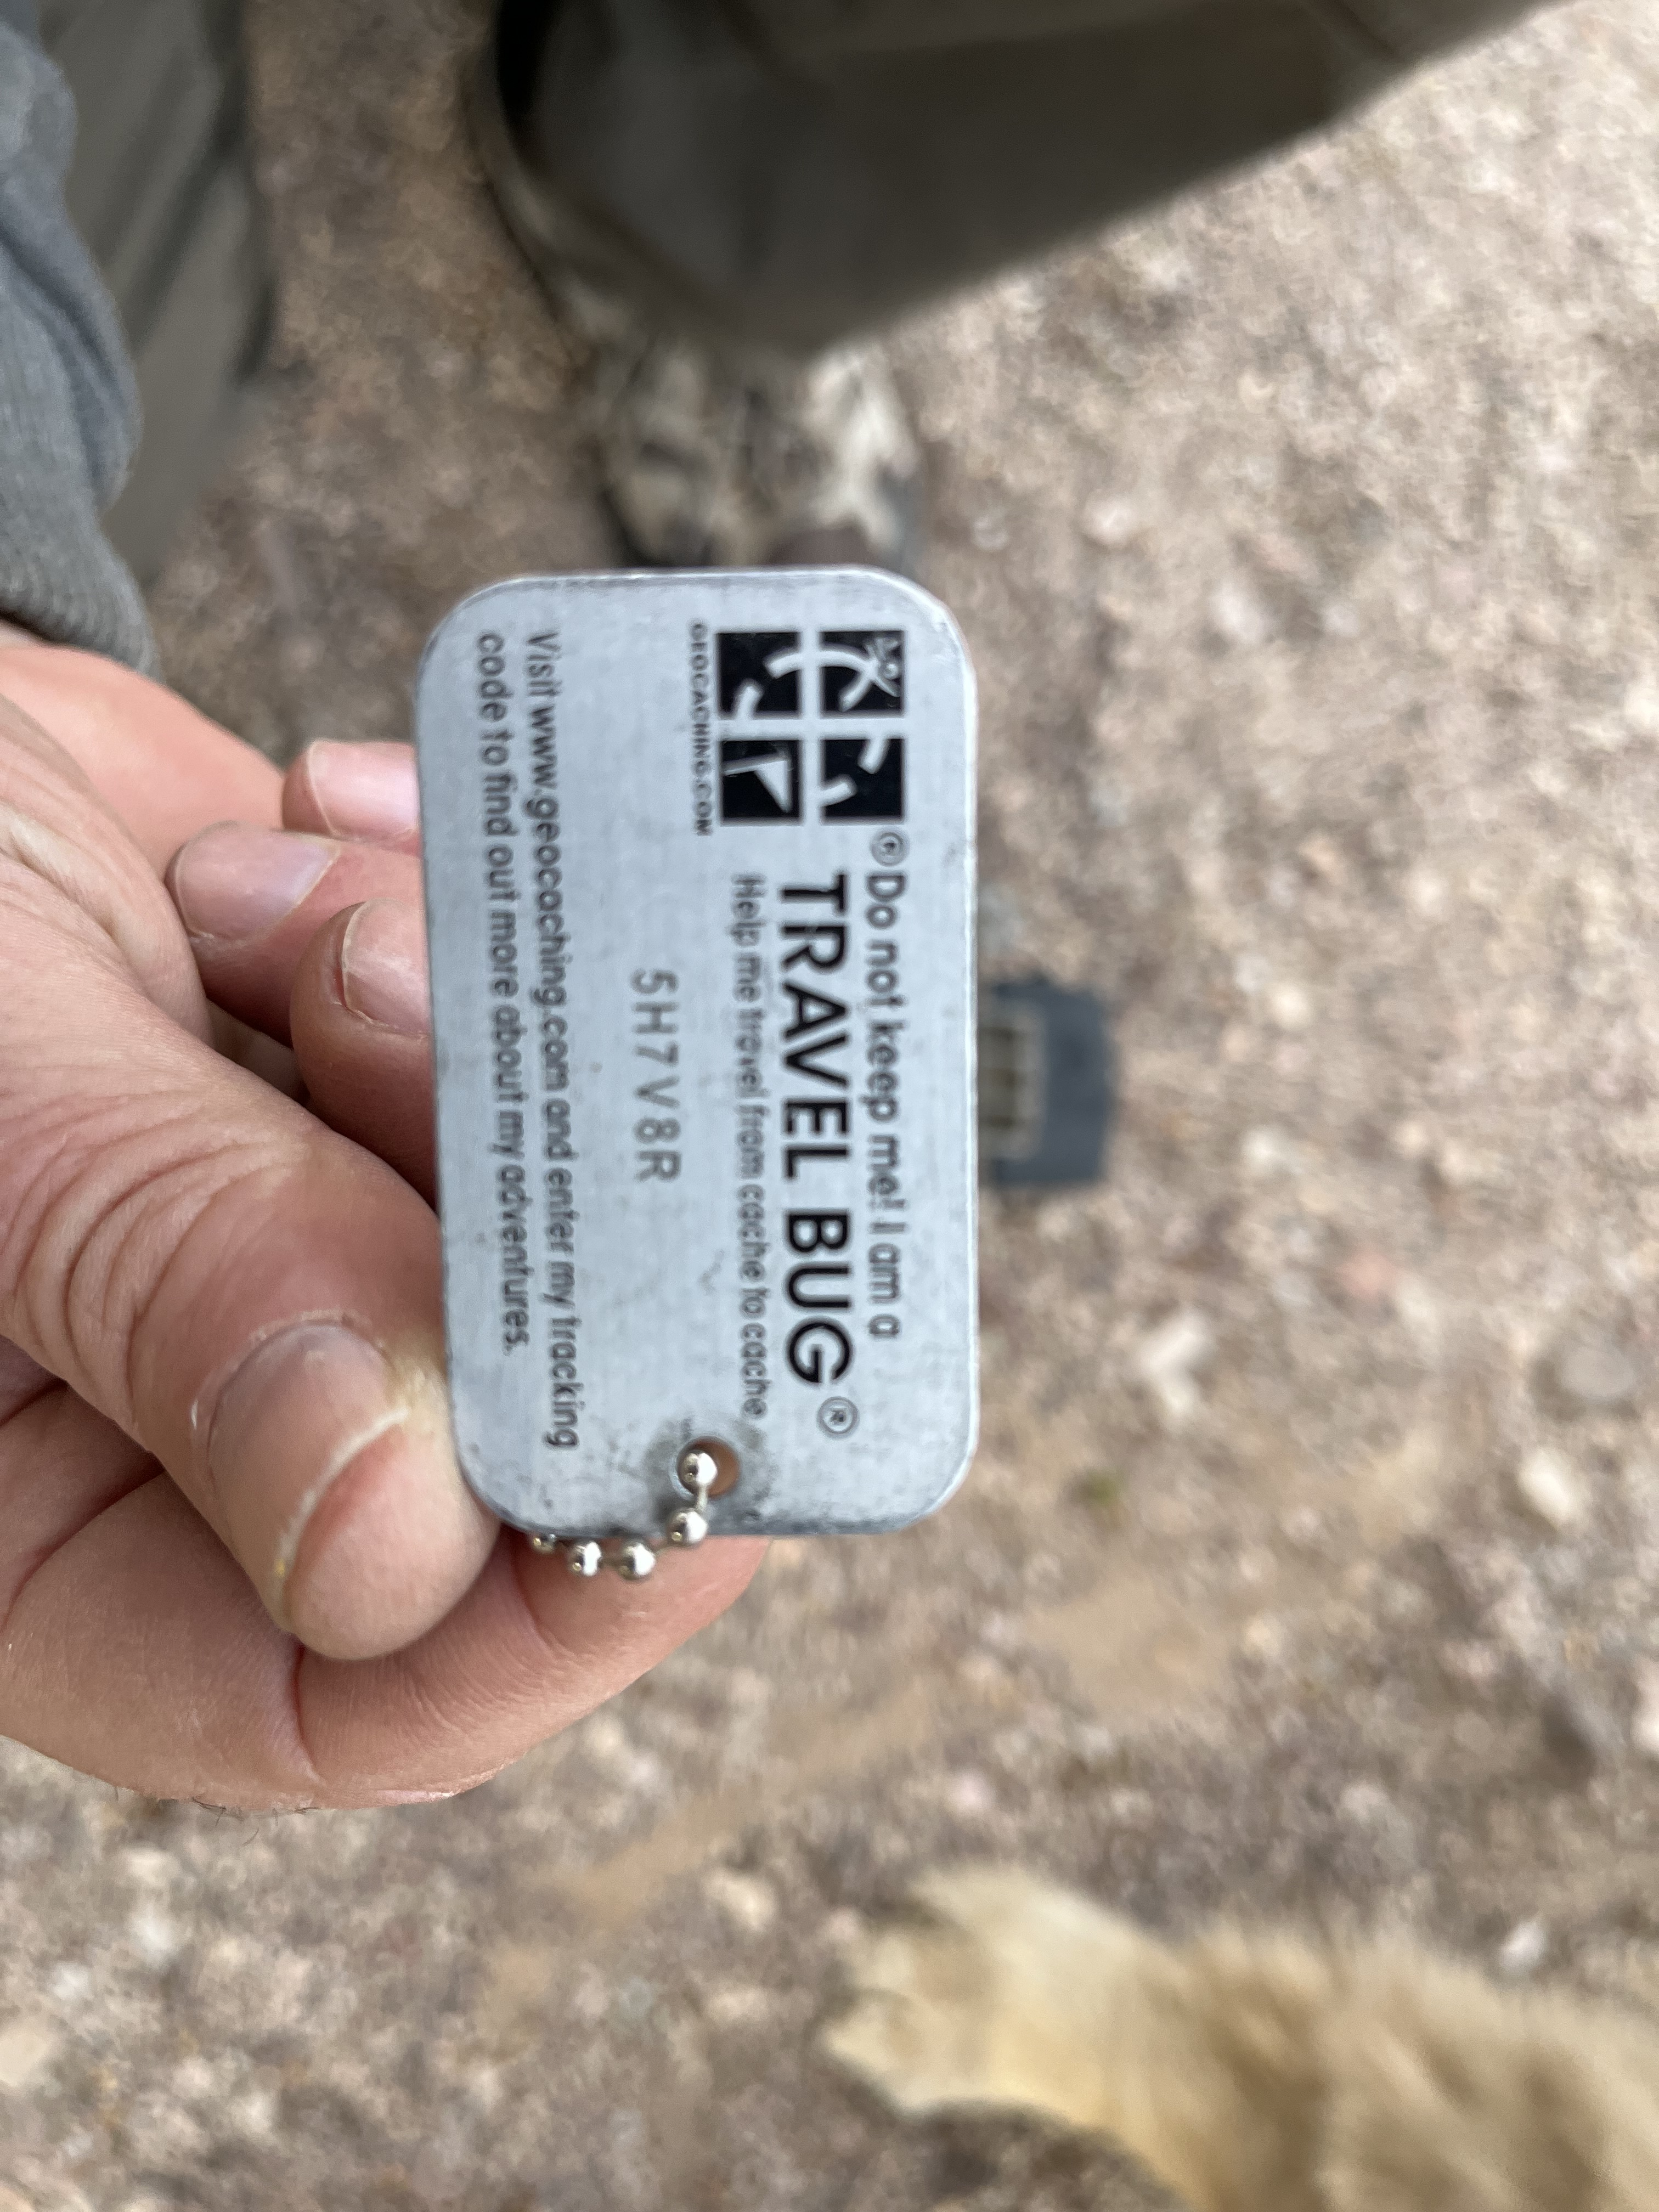 Do not keep me! I am a
TRAVEL BUG®
Help me travel from cache to cache
GEOCACHING.COM
5H7V8R
Visit www.geocaching.com and enter my tracking
code to find out more about my adventures.